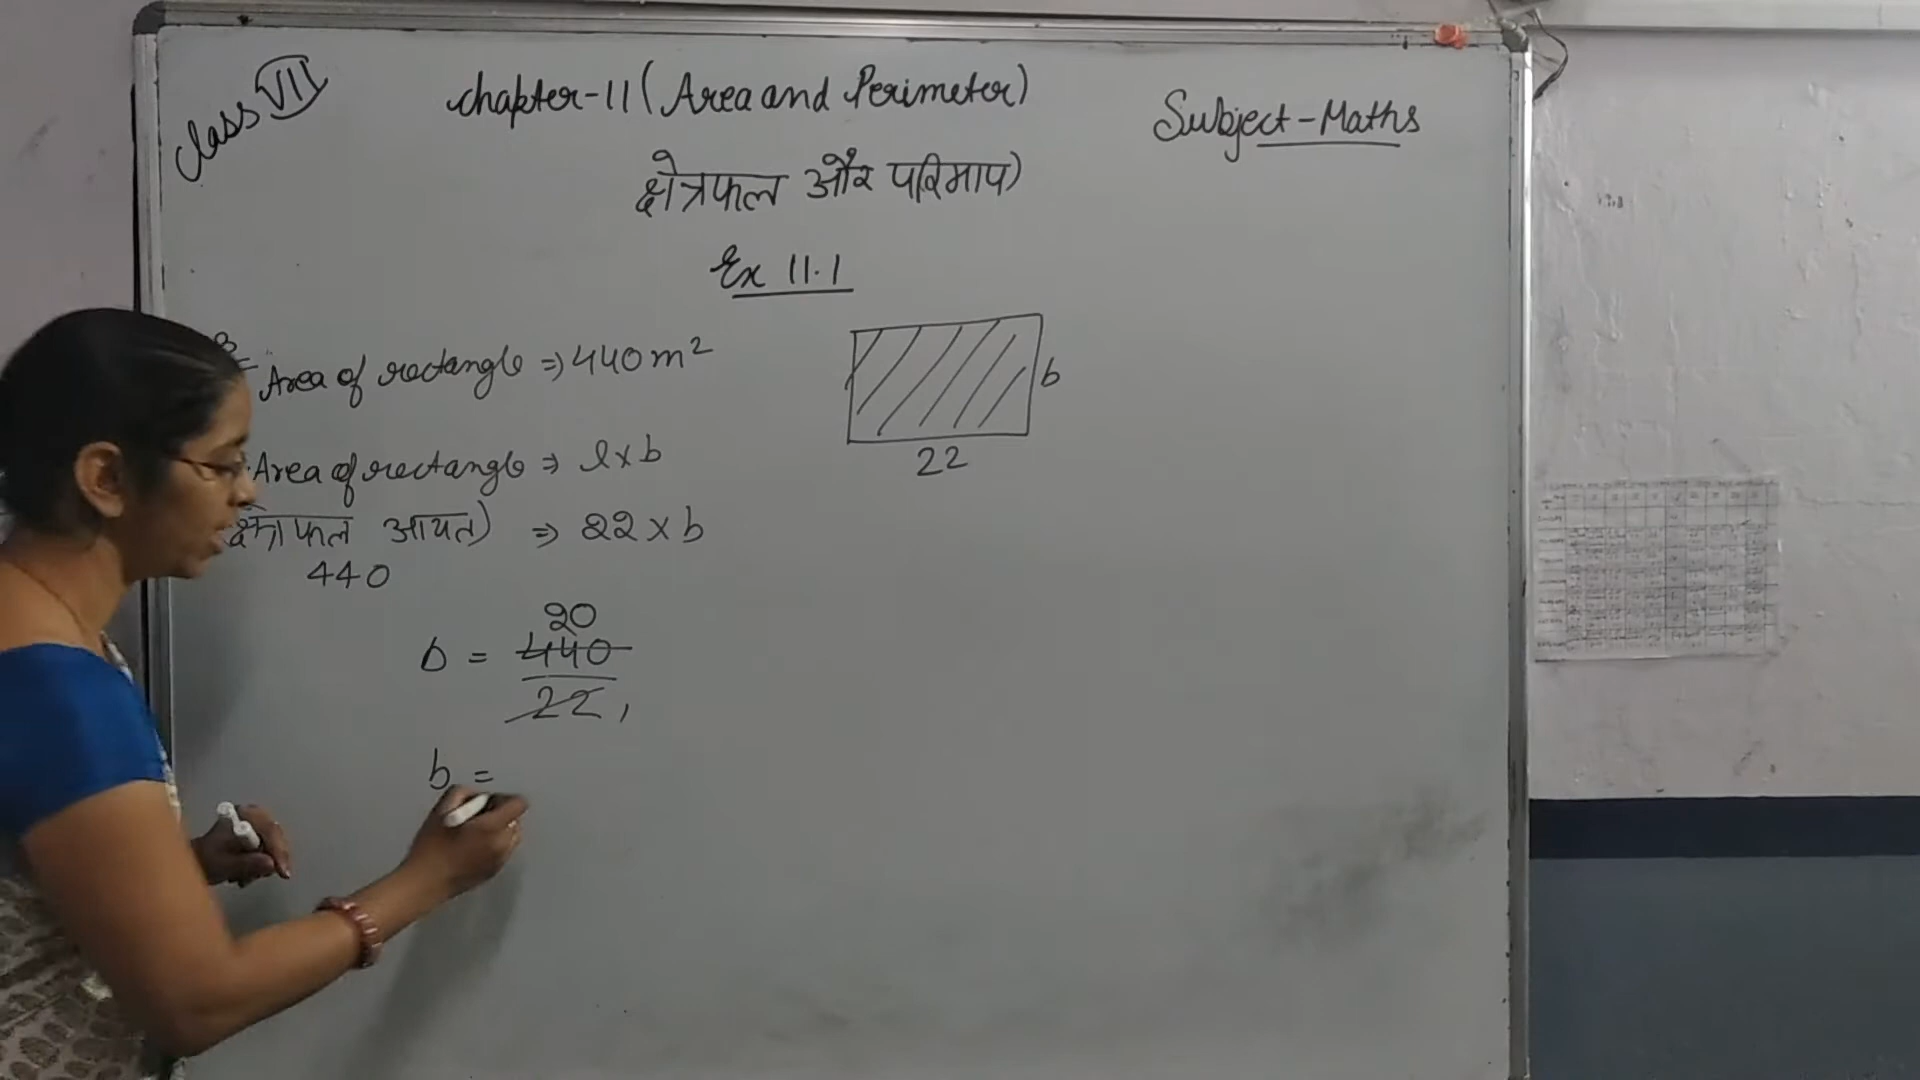 Class VII
Chapter-11 (Area and Perimeter)
Subject-Maths
क्षेत्रफल और परिमाप)
Ex 11.1
Area of rectangle => 440 m²
b
22
Area of rectangle => l x b
क्षेत्रफल आयत) => 22 x b
440
20
b = 440
22,
b =